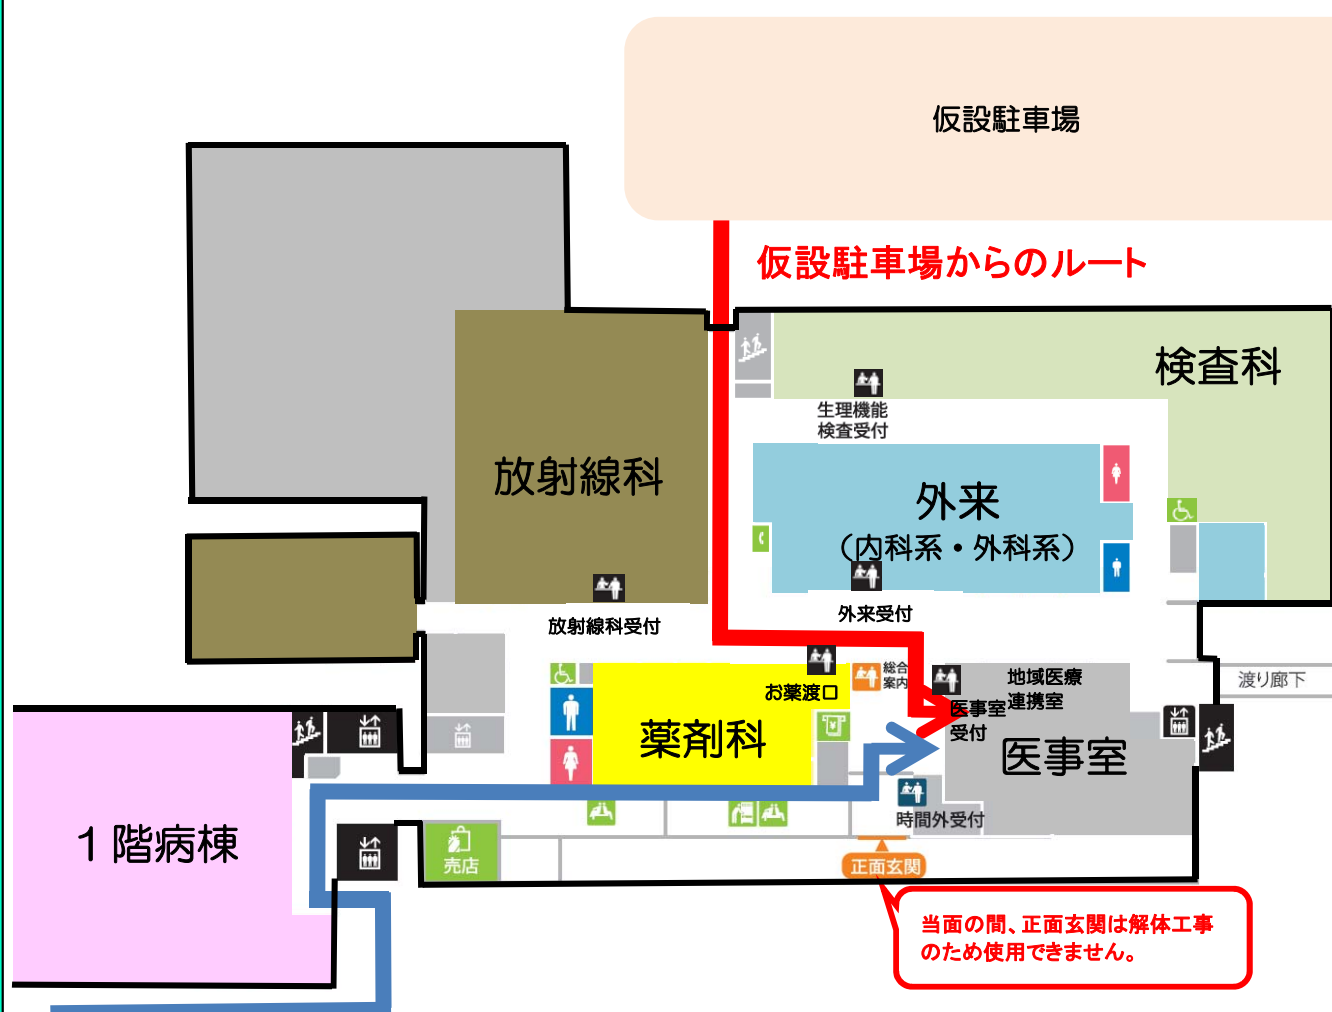 仮設駐車場
仮設駐車場からのルート
検査科
生理機能
検査受付
放射線科
外来
（内科系・外科系）
外来受付
放射線科受付
総合
案内
お薬渡口
地域医療
連携室
医事室
受付
渡り廊下
薬剤科
医事室
時間外受付
１階病棟
売店
正面玄関
当面の間、正面玄関は解体工事
のため使用できません。